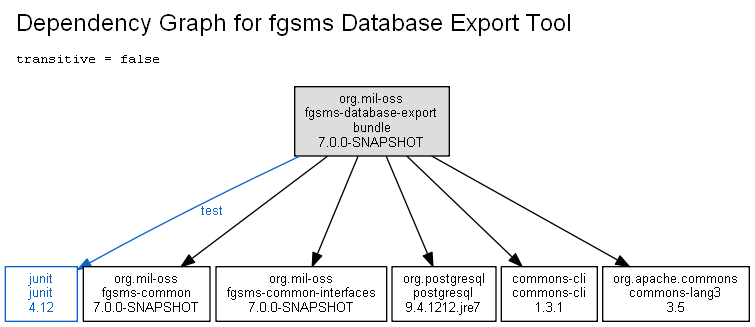 Dependency Graph for fgsms Database Export Tool
transitive = false
org.mil-oss
fgsms-database-export
bundle
7.0.0-SNAPSHOT
test
junit
junit
4.12
org.mil-oss
fgsms-common
7.0.0-SNAPSHOT
org.mil-oss
fgsms-common-interfaces
7.0.0-SNAPSHOT
org.postgresql
postgresql
9.4.1212.jre7
commons-cli
commons-cli
1.3.1
org.apache.commons
commons-lang3
3.5